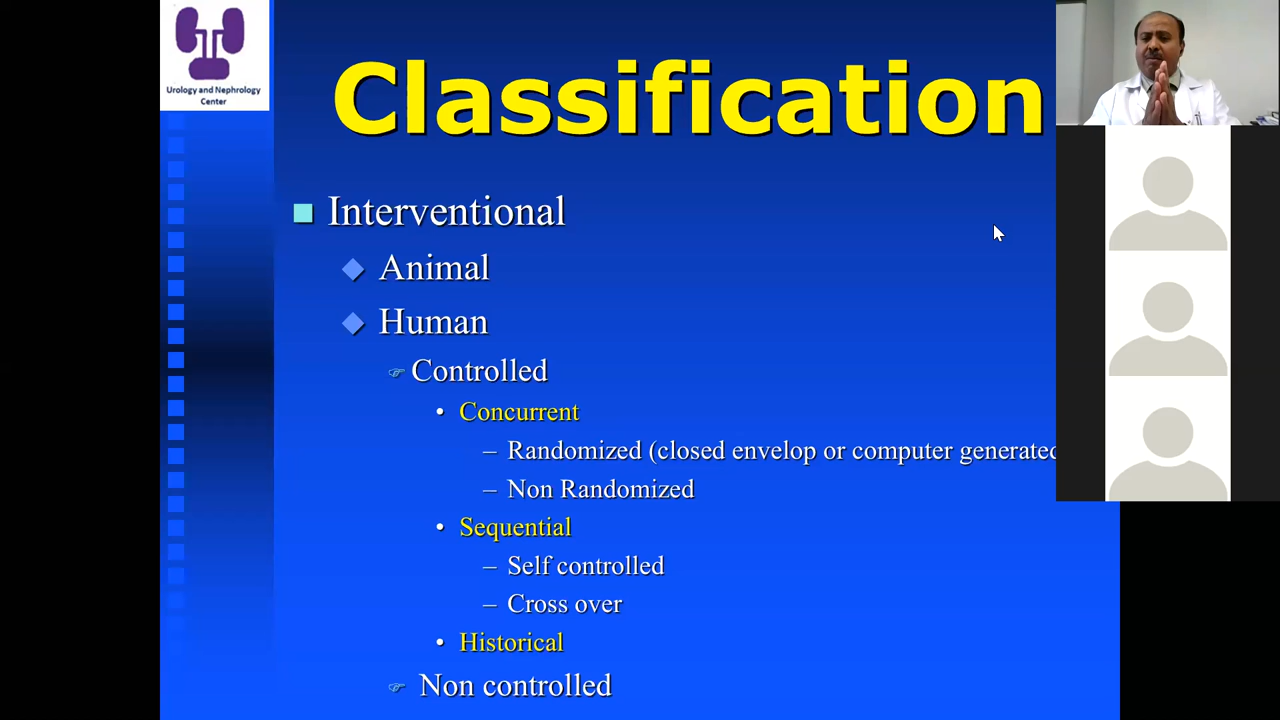 Urology and Nephrology
Center
Classification
Interventional
Animal
Human
Controlled
• Concurrent
– Randomized (closed envelop or computer generated
– Non Randomized
• Sequential
– Self controlled
– Cross over
• Historical
Non controlled